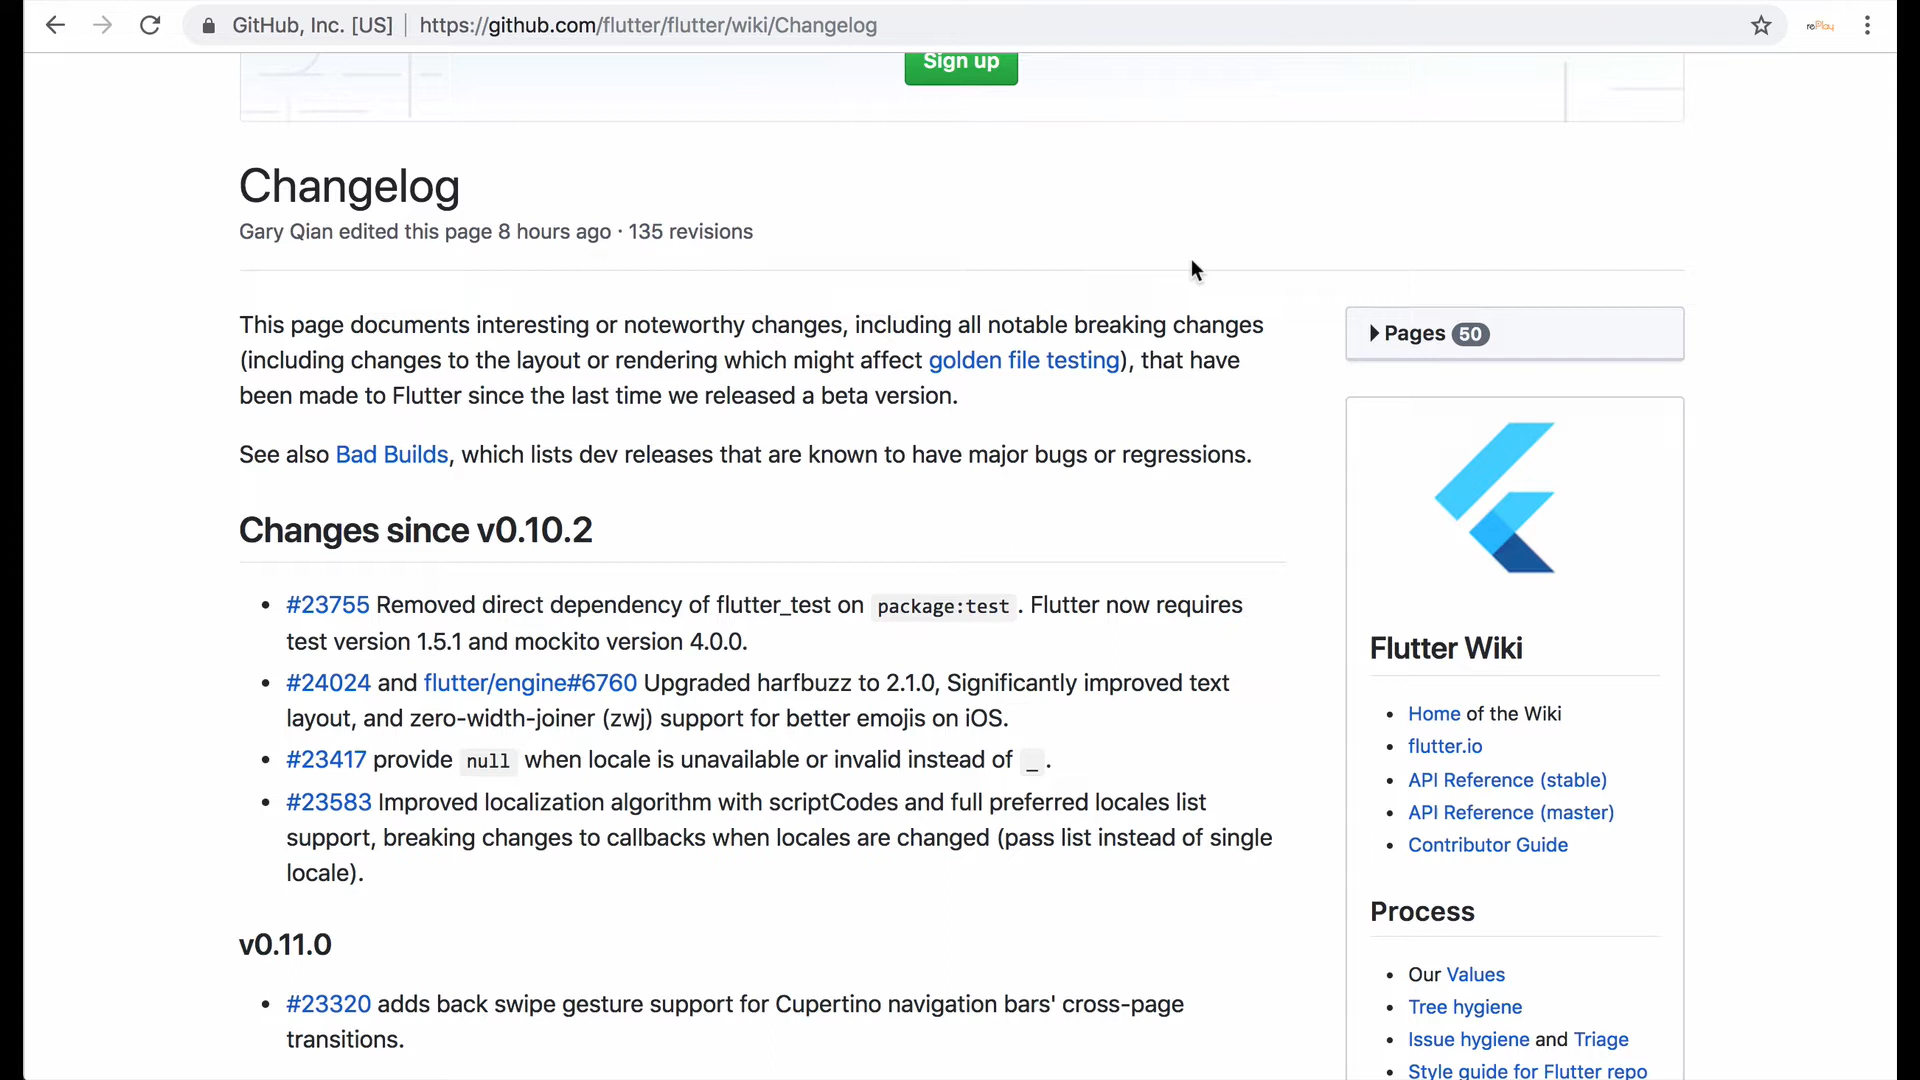 GitHub, Inc. [US] | https://github.com/flutter/flutter/wiki/Changelog
rePlay
Sign up
Changelog
Gary Qian edited this page 8 hours ago · 135 revisions
This page documents interesting or noteworthy changes, including all notable breaking changes
(including changes to the layout or rendering which might affect golden file testing), that have
been made to Flutter since the last time we released a beta version.
See also Bad Builds, which lists dev releases that are known to have major bugs or regressions.
Changes since v0.10.2
• #23755 Removed direct dependency of flutter_test on package:test. Flutter now requires
test version 1.5.1 and mockito version 4.0.0.
• #24024 and flutter/engine#6760 Upgraded harfbuzz to 2.1.0, Significantly improved text
layout, and zero-width-joiner (zwj) support for better emojis on iOS.
• #23417 provide null when locale is unavailable or invalid instead of _.
• #23583 Improved localization algorithm with scriptCodes and full preferred locales list
support, breaking changes to callbacks when locales are changed (pass list instead of single
locale).
v0.11.0
• #23320 adds back swipe gesture support for Cupertino navigation bars' cross-page
transitions.
Pages 50
Flutter Wiki
• Home of the Wiki
• flutter.io
• API Reference (stable)
• API Reference (master)
• Contributor Guide
Process
• Our Values
• Tree hygiene
• Issue hygiene and Triage
• Style guide for Flutter repo